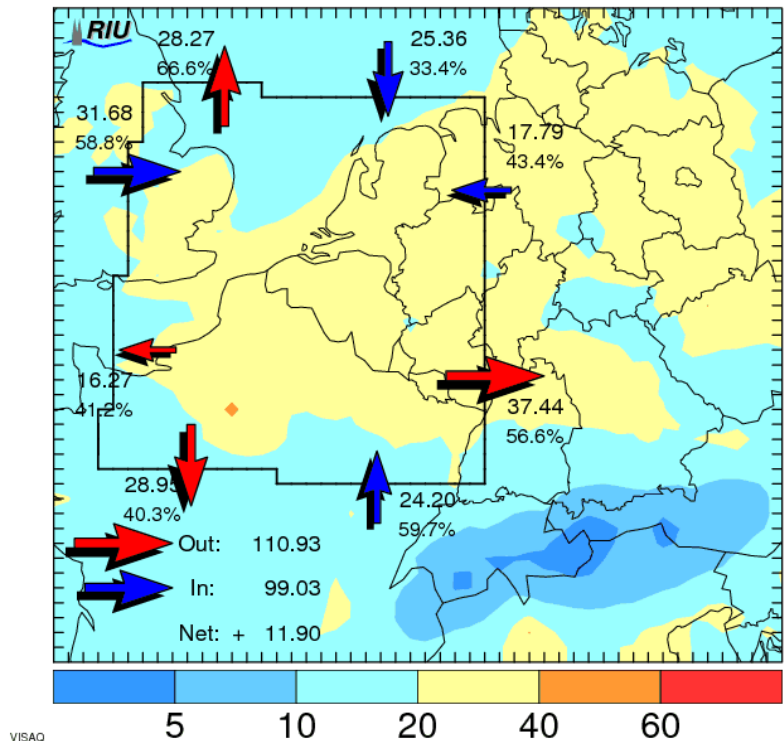 RIU
28.27
66.6%
25.36
33.4%
31.68
58.8%
17.79
43.4%
16.27
41.2%
37.44
56.6%
28.95
40.3%
24.20
59.7%
Out: 110.93
In: 99.03
Net: + 11.90
5 10 20 40 60
VISAQ